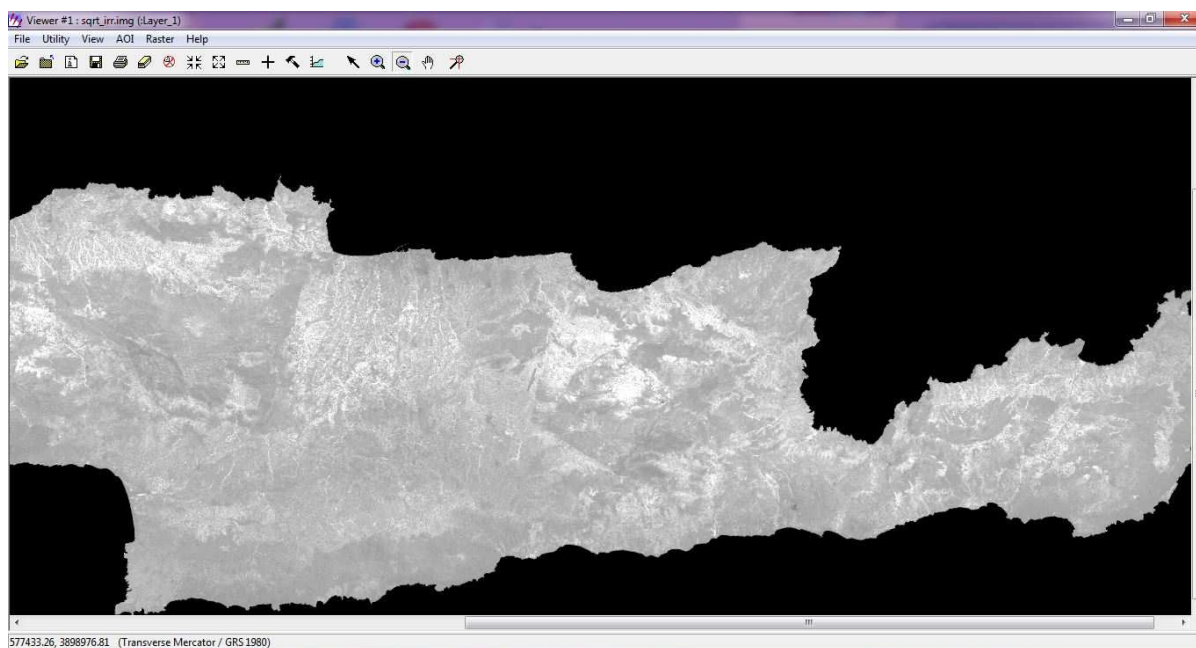 Viewer #1 : sqrt_irr.img (:Layer_1)
File Utility View AOI Raster Help
577433.26, 3898976.81 (Transverse Mercator / GRS 1980)